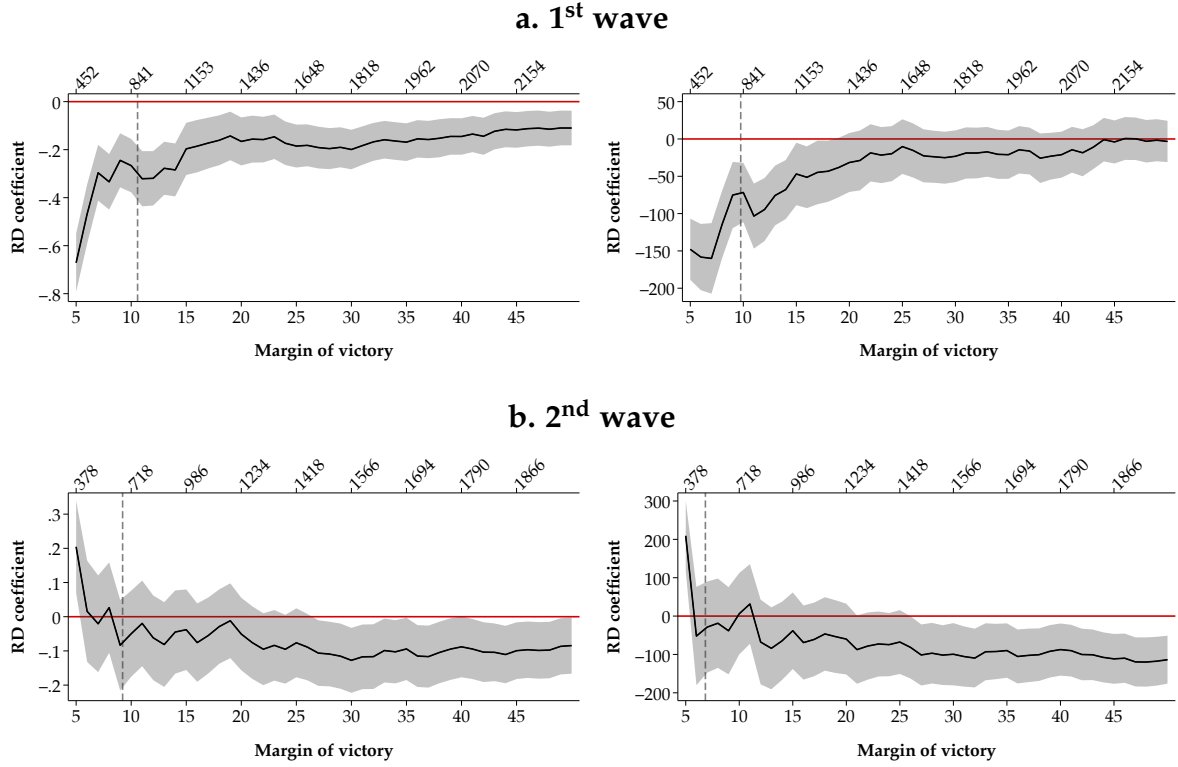 a. 1st wave
452 841 1153 1436 1648 1818 1962 2070 2154
0
−.2
−.4
−.6
−.8
RD coefficient
5 10 15 20 25 30 35 40 45
Margin of victory
452 841 1153 1436 1648 1818 1962 2070 2154
50
0
−50
−100
−150
−200
RD coefficient
5 10 15 20 25 30 35 40 45
Margin of victory
b. 2nd wave
378 718 986 1234 1418 1566 1694 1790 1866
.3
.2
.1
0
−0.1
−.2
RD coefficient
5 10 15 20 25 30 35 40 45
Margin of victory
378 718 986 1234 1418 1566 1694 1790 1866
300
200
100
0
−100
−200
RD coefficient
5 10 15 20 25 30 35 40 45
Margin of victory